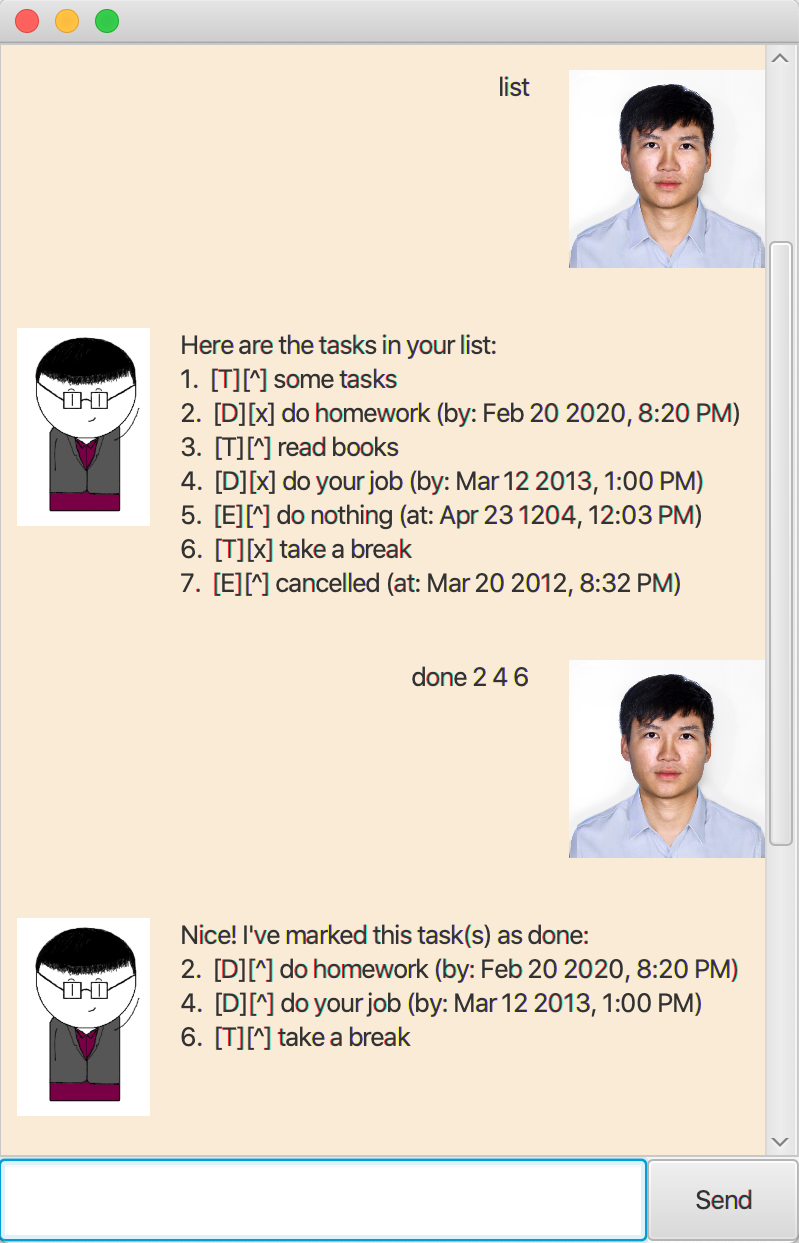 list
Here are the tasks in your list:
1. [T][^] some tasks
2. [D][x] do homework (by: Feb 20 2020, 8:20 PM)
3. [T][^] read books
4. [D][x] do your job (by: Mar 12 2013, 1:00 PM)
5. [E][^] do nothing (at: Apr 23 1204, 12:03 PM)
6. [T][x] take a break
7. [E][^] cancelled (at: Mar 20 2012, 8:32 PM)
done 2 4 6
Nice! I've marked this task(s) as done:
2. [D][^] do homework (by: Feb 20 2020, 8:20 PM)
4. [D][^] do your job (by: Mar 12 2013, 1:00 PM)
6. [T][^] take a break
Send